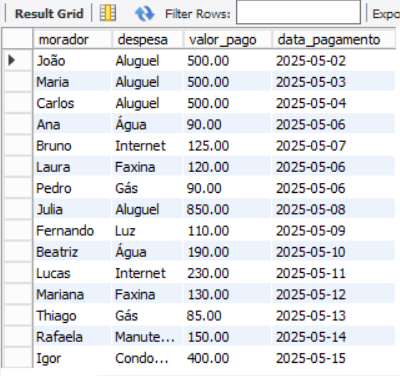 Result Grid Filter Rows: Expo
morador despesa valor_pago data_pagamento
João Aluguel 500.00 2025-05-02
Maria Aluguel 500.00 2025-05-03
Carlos Aluguel 500.00 2025-05-04
Ana Água 90.00 2025-05-06
Bruno Internet 125.00 2025-05-07
Laura Faxina 120.00 2025-05-06
Pedro Gás 90.00 2025-05-06
Julia Aluguel 850.00 2025-05-08
Fernando Luz 110.00 2025-05-09
Beatriz Água 190.00 2025-05-10
Lucas Internet 230.00 2025-05-11
Mariana Faxina 130.00 2025-05-12
Thiago Gás 85.00 2025-05-13
Rafaela Manute... 150.00 2025-05-14
Igor Condo... 400.00 2025-05-15